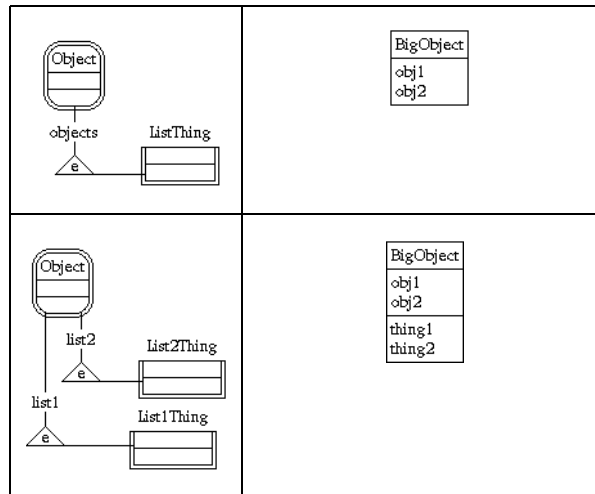 Object
objects
ListThing
e
BigObject
obj1
obj2
Object
list2
List2Thing
e
list1
List1Thing
e
BigObject
obj1
obj2
thing1
thing2